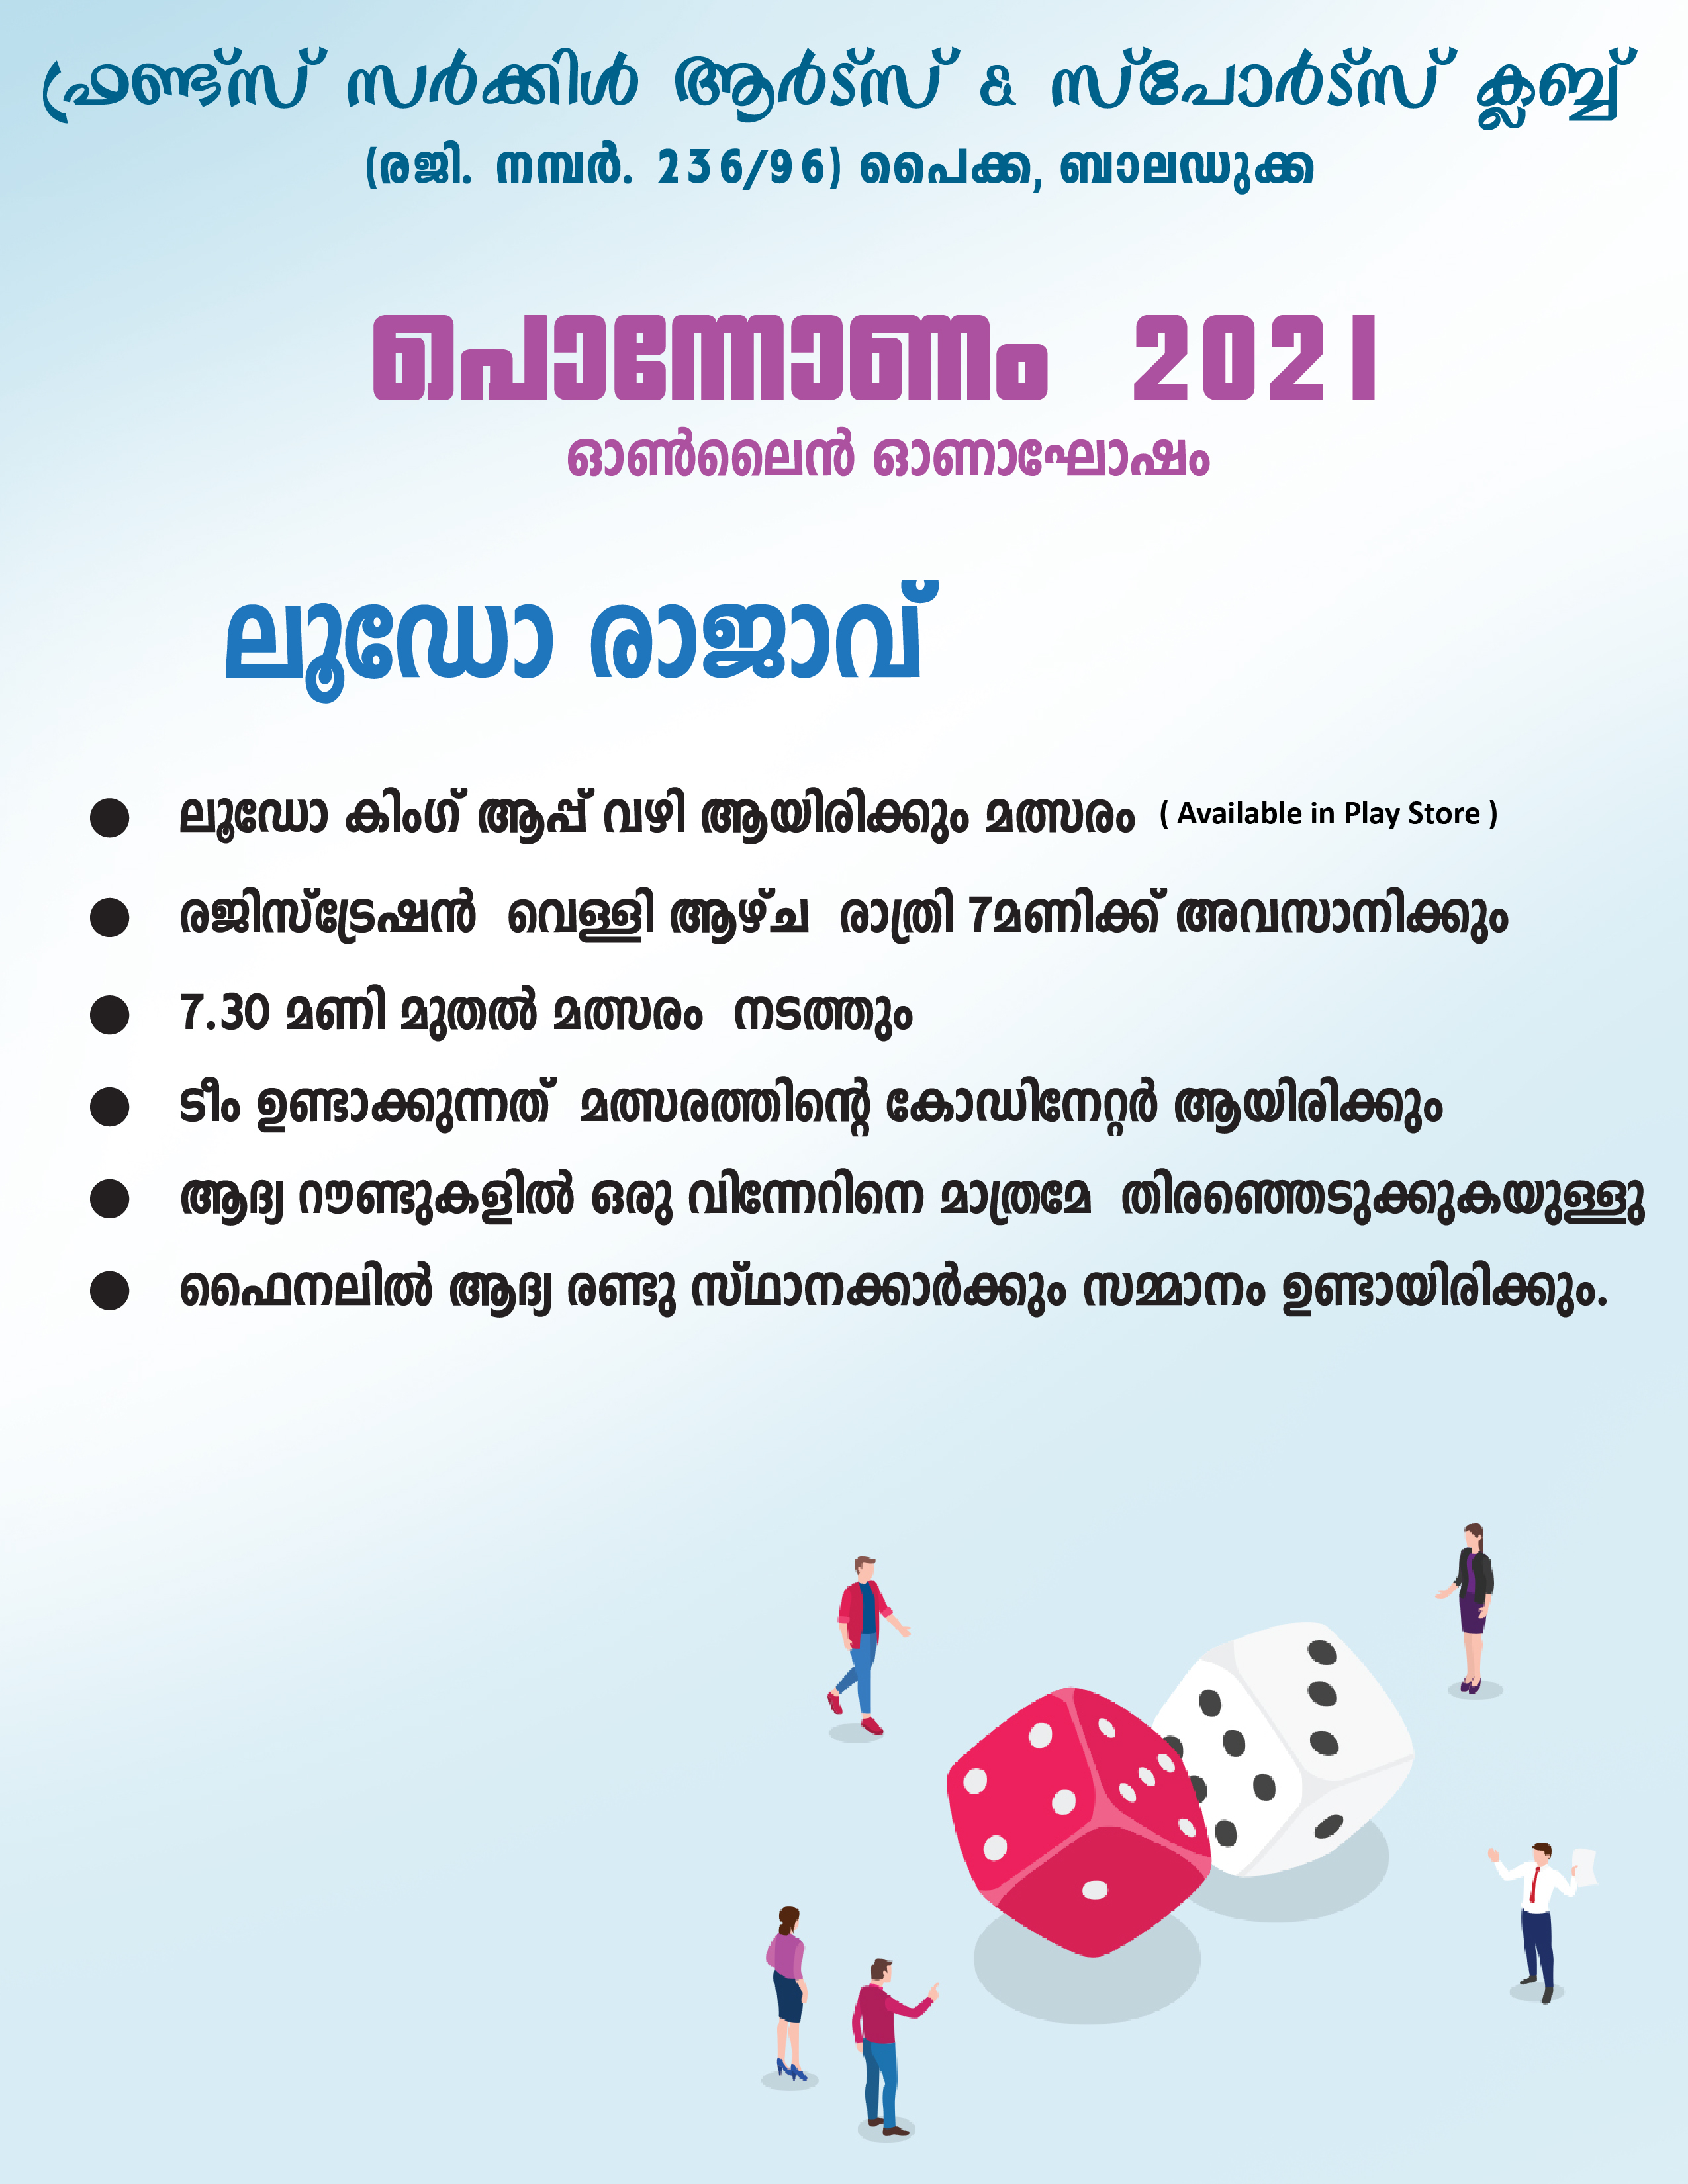 ഫ്രണ്ട്സ് സർക്കിൾ ആർട്സ് & സ്പോർട്സ് ക്ലബ്ബ്
(രജി. നമ്പർ. 236/96) പൈക്ക, ബാലഡുക്ക
പൊന്നോണം 2021
ഓൺലൈൻ ഓണാഘോഷം
ലൂഡോ രാജാവ്
● ലൂഡോ കിംഗ് ആപ്പ് വഴി ആയിരിക്കും മത്സരം ( Available in Play Store )
● രജിസ്ട്രേഷൻ വെള്ളി ആഴ്ച രാത്രി 7മണിക്ക് അവസാനിക്കും
● 7.30 മണി മുതൽ മത്സരം നടത്തും
● ടീം ഉണ്ടാക്കുന്നത് മത്സരത്തിന്റെ കോഡിനേറ്റർ ആയിരിക്കും
● ആദ്യ റൗണ്ടുകളിൽ ഒരു വിന്നേറിനെ മാത്രമേ തിരഞ്ഞെടുക്കുകയുള്ളു
● ഫൈനലിൽ ആദ്യ രണ്ടു സ്ഥാനക്കാർക്കും സമ്മാനം ഉണ്ടായിരിക്കും.